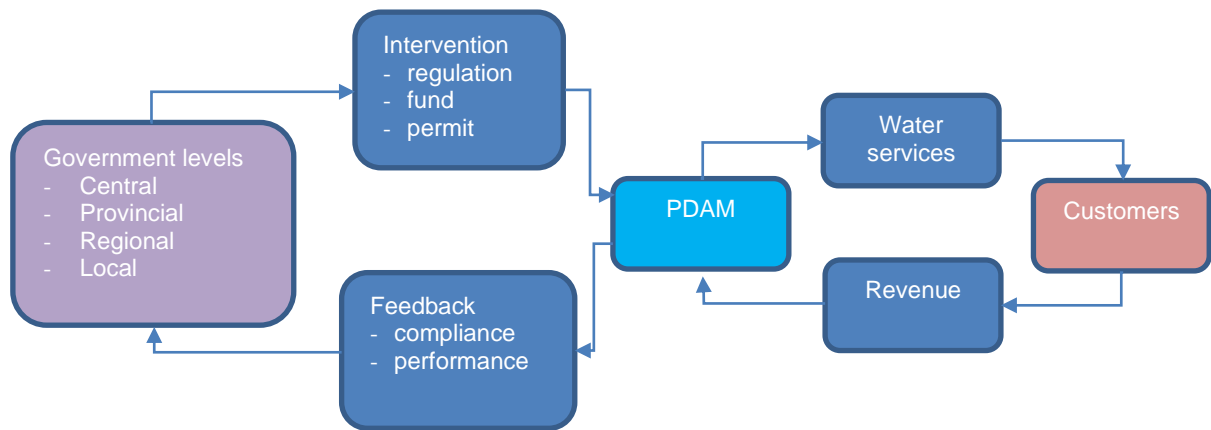 Intervention
- regulation
- fund
- permit
Government levels
- Central
- Provincial
- Regional
- Local
Feedback
- compliance
- performance
PDAM
Water
services
Customers
Revenue